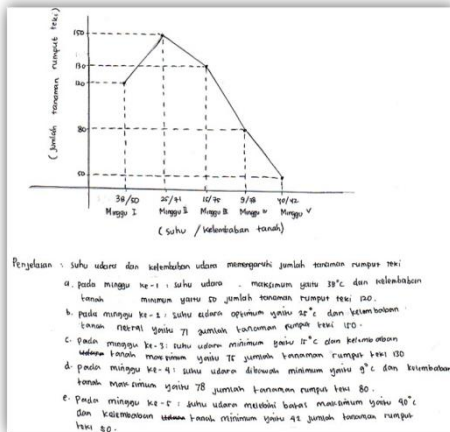 (jumlah tanaman rumput teki)
150
130
120
80
50
38/50
25/71
15/75
9/78
40/42
Minggu I
Minggu II
Minggu III
Minggu IV
Minggu V
(suhu / kelembaban tanah)
Penjelasan : suhu udara dan kelembaban udara memengaruhi jumlah tanaman rumput teki
a. pada minggu ke-1 : suhu udara maksimum yaitu 38°c dan kelembaban
tanah minimum yaitu 50 jumlah tanaman rumput teki 120.
b. pada minggu ke-2 : suhu udara optimum yaitu 25°c dan kelembaban
tanah netral yaitu 71 jumlah tanaman rumput teki 150.
c. pada minggu ke-3 : suhu udara minimum yaitu 15°c dan kelembaban
udara tanah maksimum yaitu 75 jumlah tanaman rumput teki 130
d. pada minggu ke-4 : suhu udara dibawah minimum yaitu 9°c dan kelembaban
tanah maksimum yaitu 78 jumlah tanaman rumput teki 80.
e. Pada minggu ke-5 : suhu udara melebihi batas maksimum yaitu 40°c
dan kelembaban udara tanah minimum yaitu 42 jumlah tanaman rumput
teki 50.